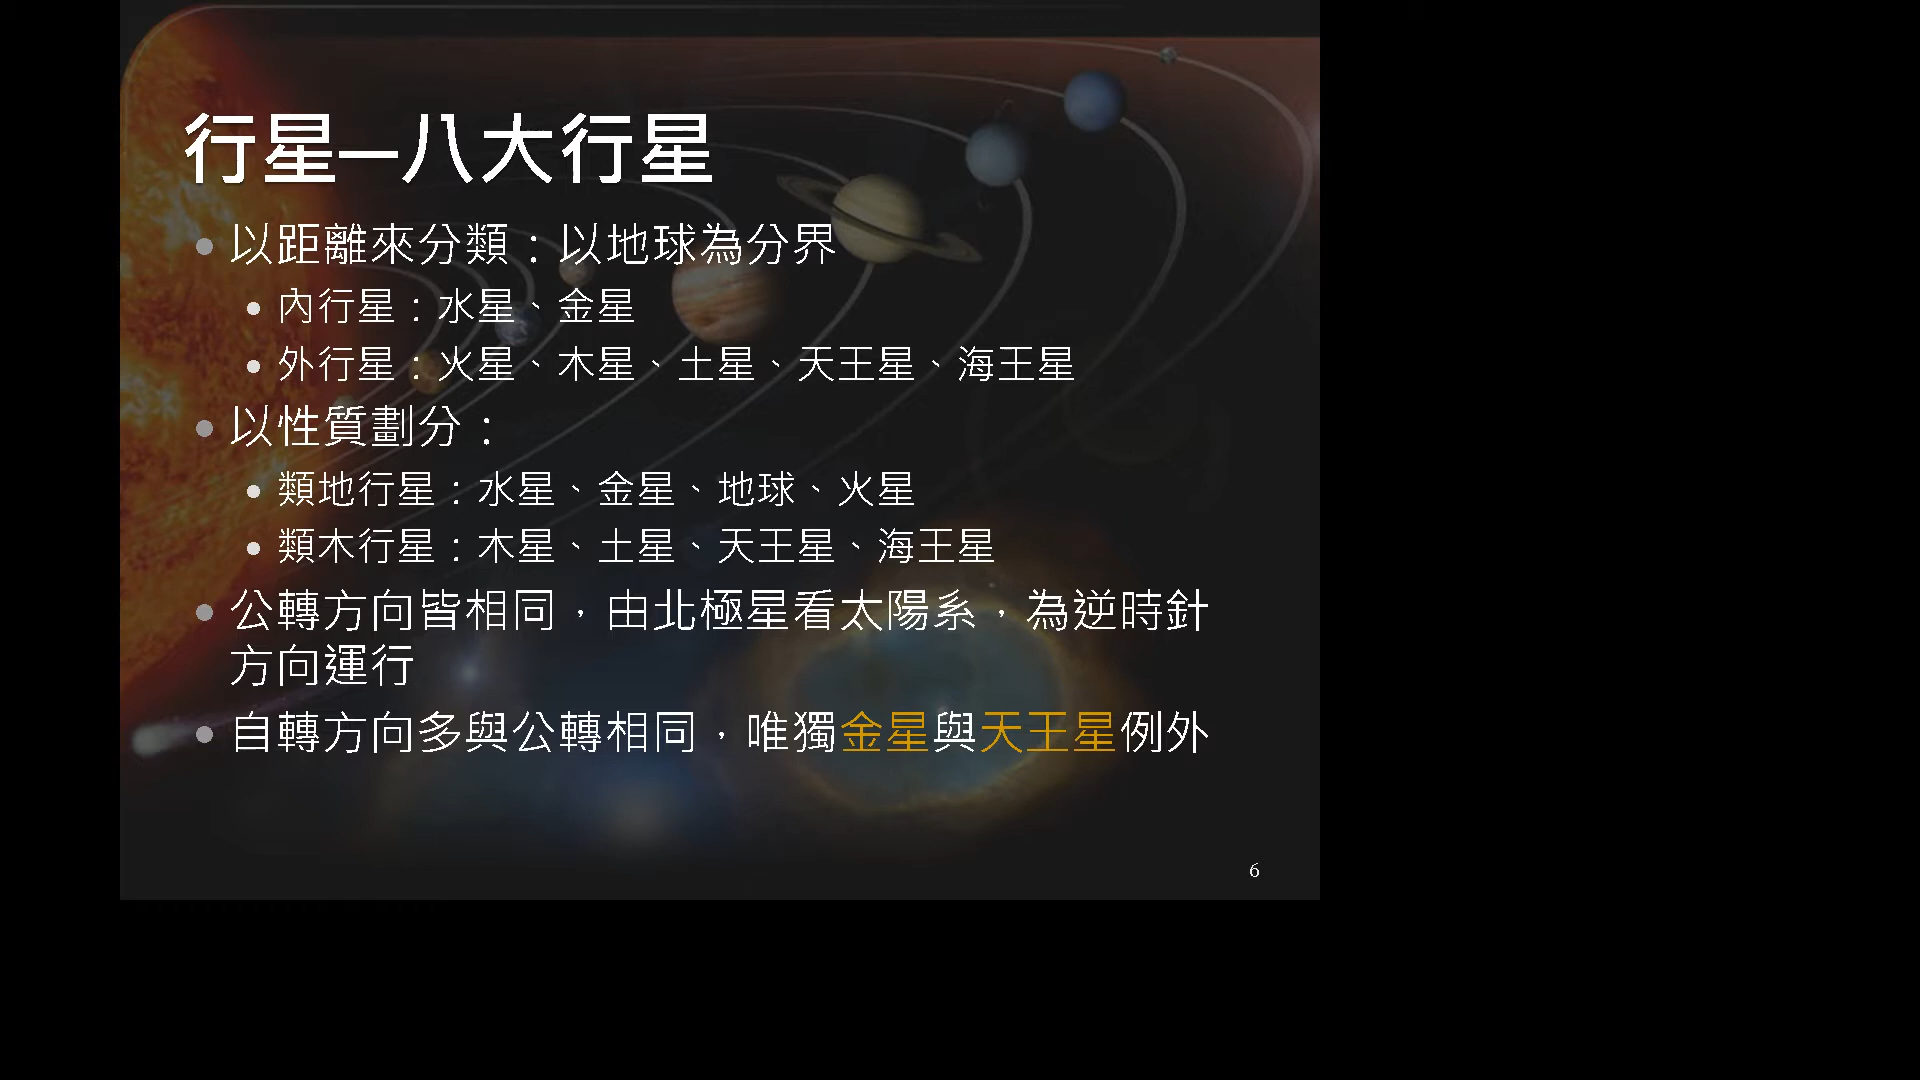 行星—八大行星
以距離來分類：以地球為分界
內行星：水星、金星
外行星：火星、木星、土星、天王星、海王星
以性質劃分：
類地行星：水星、金星、地球、火星
類木行星：木星、土星、天王星、海王星
公轉方向皆相同，由北極星看太陽系，為逆時針
方向運行
自轉方向多與公轉相同，唯獨金星與天王星例外
6